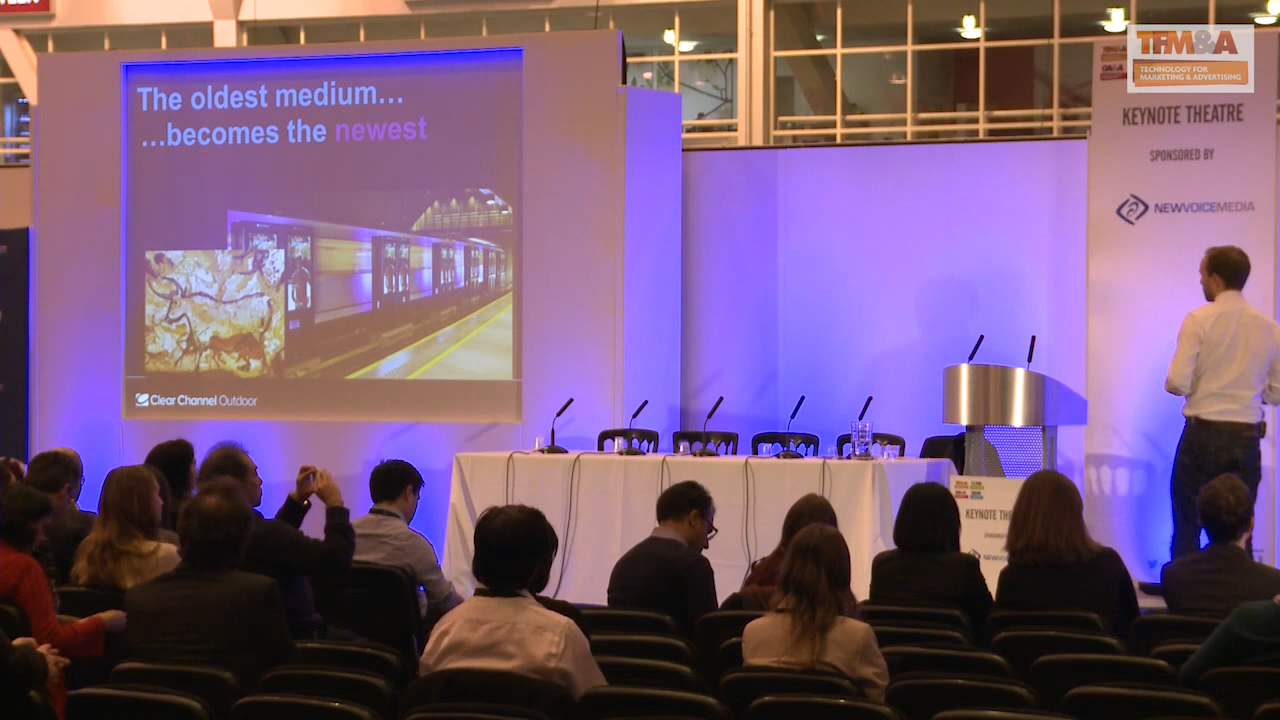 The oldest medium...
...becomes the newest
Clear Channel Outdoor
TFM&A
TECHNOLOGY FOR
MARKETING & ADVERTISING
KEYNOTE THEATRE
SPONSORED BY
NEWVOICEMEDIA
KEYNOTE